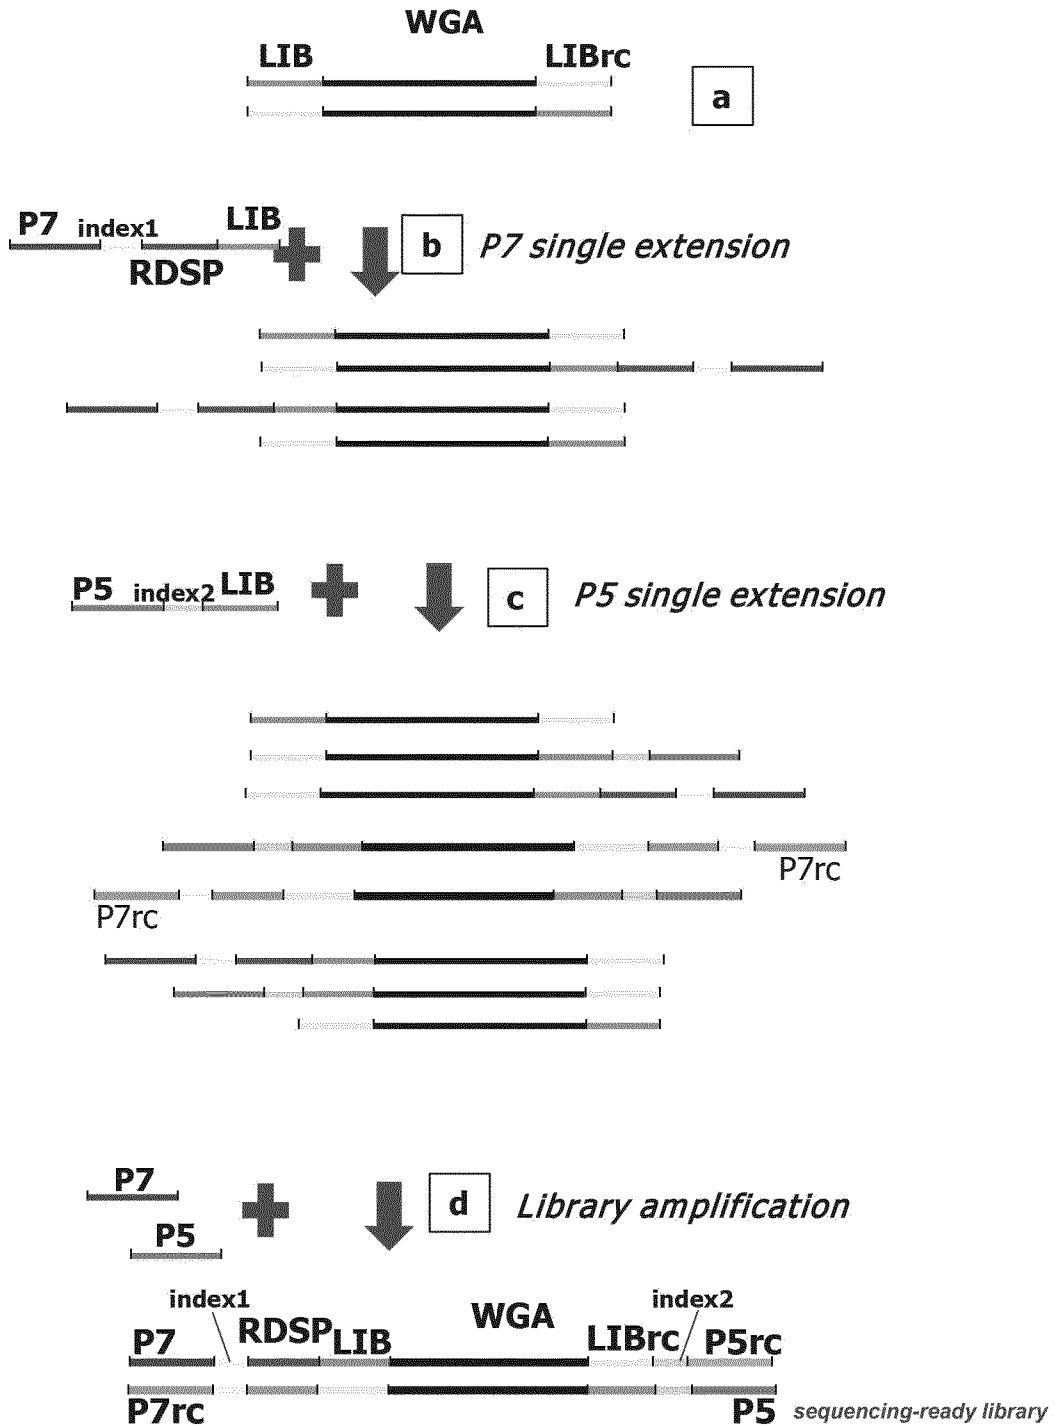 WGA
LIB
LIBrc
a
P7
index1
LIB
RDSP
b
P7 single extension
P5
index2
LIB
c
P5 single extension
P7rc
P7rc
P7
P5
d
Library amplification
index1
WGA
index2
P7
RDSP
LIB
LIBrc
P5rc
P7rc
P5
sequencing-ready library